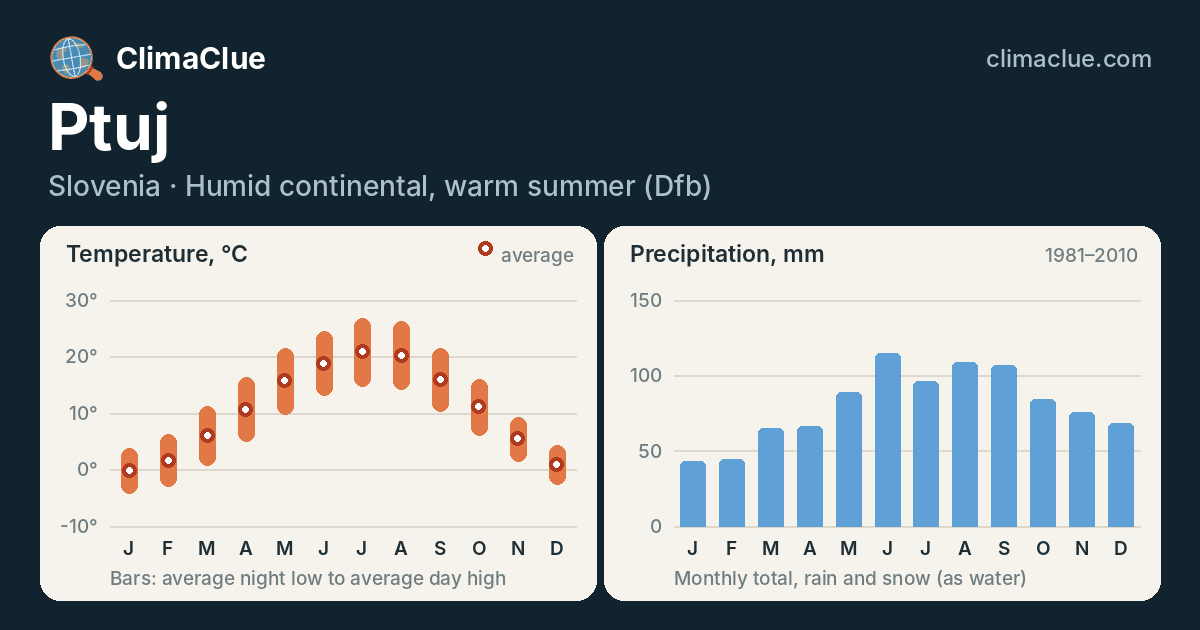 ClimaClue
climaclue.com
Ptuj
Slovenia · Humid continental, warm summer (Dfb)
Temperature, °C
average
30°
20°
10°
0°
-10°
J F M A M J J A S O N D
Bars: average night low to average day high
Precipitation, mm
1981–2010
150
100
50
0
J F M A M J J A S O N D
Monthly total, rain and snow (as water)